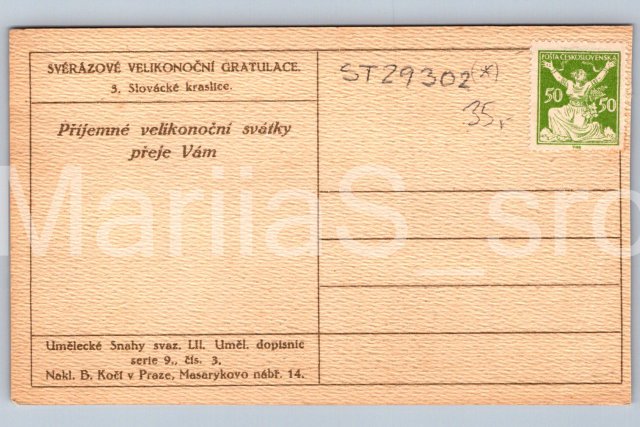 SVÉRÁZOVÉ VELIKONOČNÍ GRATULACE.
3. Slovácké kraslice.
Příjemné velikonoční svátky
přeje Vám
ST29302(*)
35,-
POŠTA ČESKOSLOVENSKÁ
50 50
MariiaS_sro
Umělecké Snahy svaz. LII. Uměl. dopisnic
serie 9., čís. 3.
Nakl. B. Kočí v Praze, Masarykovo nábř. 14.